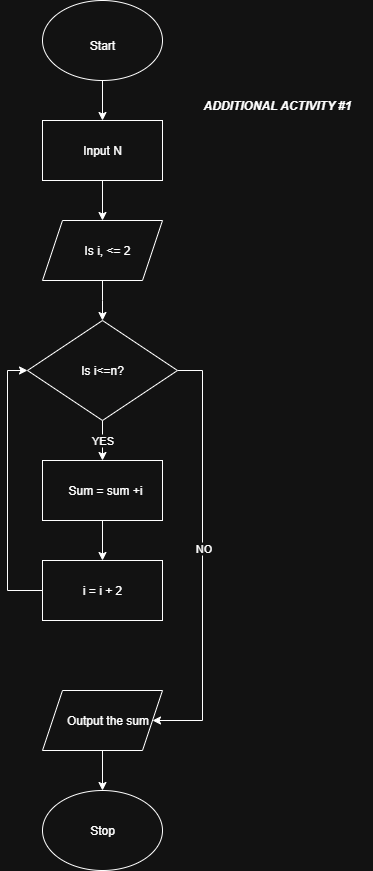 Start
ADDITIONAL ACTIVITY #1
Input N
Is i, <= 2
Is i<=n?
YES
Sum = sum +i
NO
i = i + 2
Output the sum
Stop